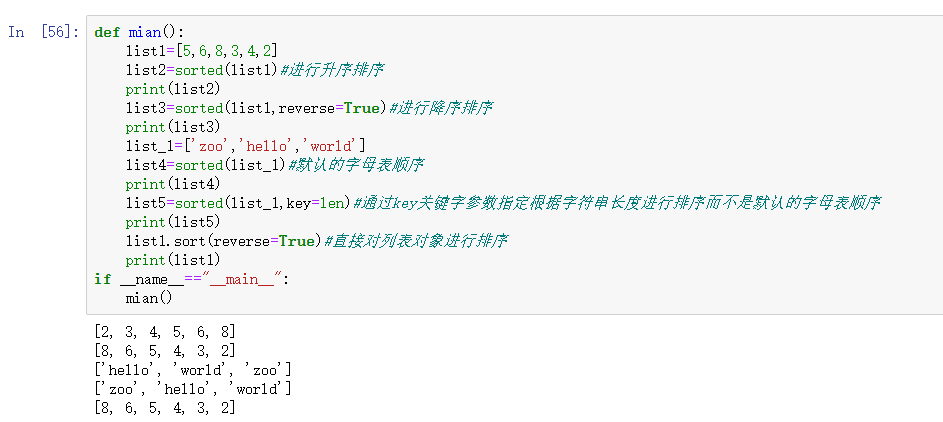 In [56]: def mian():
    list1=[5,6,8,3,4,2]
    list2=sorted(list1)#进行升序排序
    print(list2)
    list3=sorted(list1,reverse=True)#进行降序排序
    print(list3)
    list_1=['zoo','hello','world']
    list4=sorted(list_1)#默认的字母表顺序
    print(list4)
    list5=sorted(list_1,key=len)#通过key关键字参数指定根据字符串长度进行排序而不是默认的字母表顺序
    print(list5)
    list1.sort(reverse=True)#直接对列表对象进行排序
    print(list1)
if __name__=="__main__":
    mian()
[2, 3, 4, 5, 6, 8]
[8, 6, 5, 4, 3, 2]
['hello', 'world', 'zoo']
['zoo', 'hello', 'world']
[8, 6, 5, 4, 3, 2]